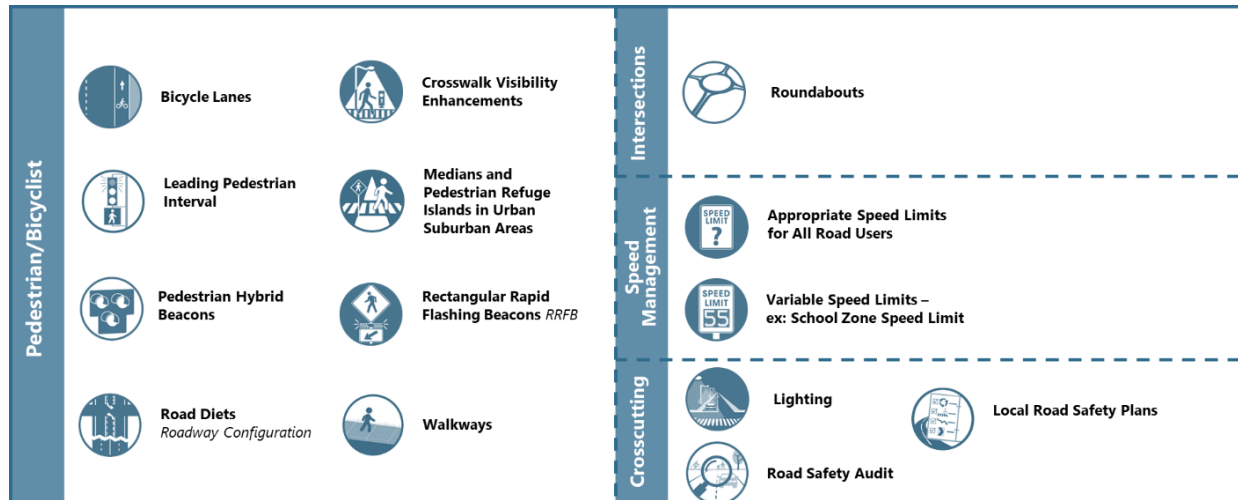 Pedestrian/Bicyclist
Bicycle Lanes
Crosswalk Visibility
Enhancements
Leading Pedestrian
Interval
Medians and
Pedestrian Refuge
Islands in Urban
Suburban Areas
Pedestrian Hybrid
Beacons
Rectangular Rapid
Flashing Beacons RRFB
Road Diets
Roadway Configuration
Walkways
Intersections
Roundabouts
Speed
Management
SPEED
LIMIT
?
Appropriate Speed Limits
for All Road Users
SPEED
LIMIT
55
Variable Speed Limits –
ex: School Zone Speed Limit
Crosscutting
Lighting
Local Road Safety Plans
Road Safety Audit